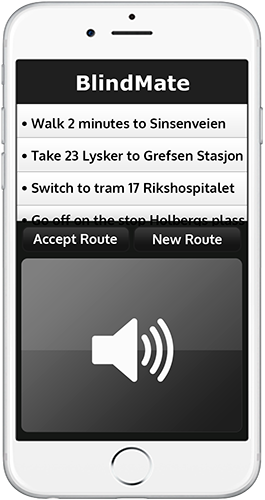 BlindMate
• Walk 2 minutes to Sinsenveien
• Take 23 Lysker to Grefsen Stasjon
• Switch to tram 17 Rikshospitalet
• Go off on the stop Holbergs plass
Accept Route
New Route